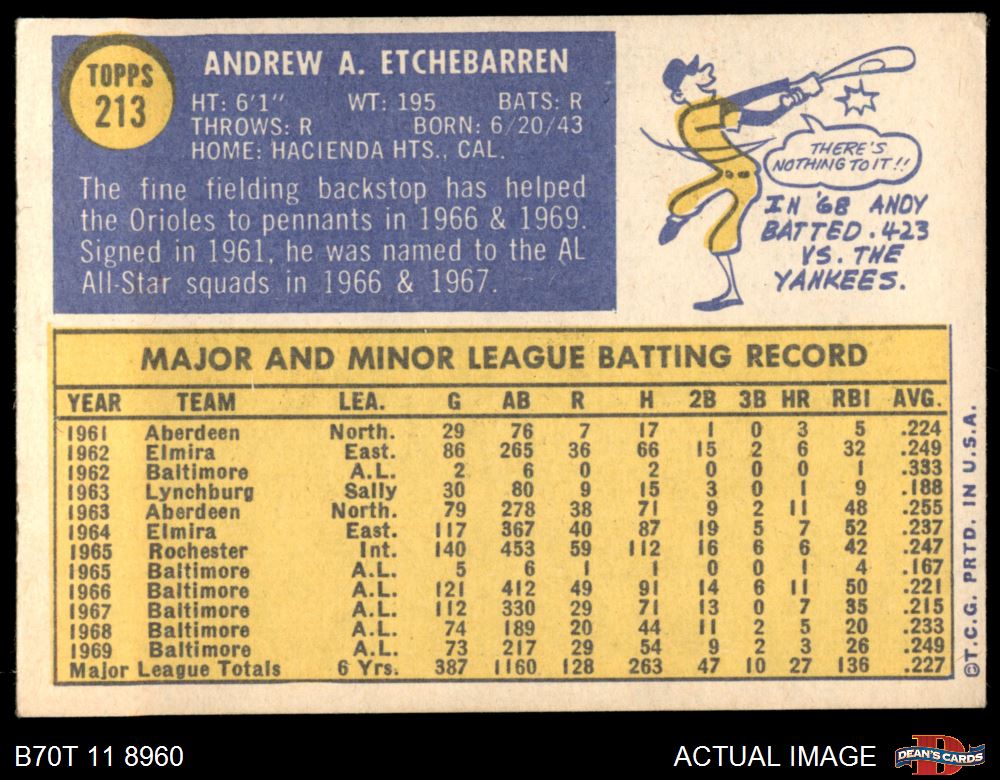 TOPPS
213
ANDREW A. ETCHEBARREN
HT: 6'1" WT: 195 BATS: R
THROWS: R BORN: 6/20/43
HOME: HACIENDA HTS., CAL.
The fine fielding backstop has helped
the Orioles to pennants in 1966 & 1969.
Signed in 1961, he was named to the AL
All-Star squads in 1966 & 1967.
THERE'S
NOTHING TO IT!!
IN '68 ANDY
BATTED .423
VS. THE
YANKEES.
MAJOR AND MINOR LEAGUE BATTING RECORD
YEAR TEAM LEA. G AB R H 2B 3B HR RBI AVG.
1961 Aberdeen North. 29 76 7 17 1 0 3 5 .224
1962 Elmira East. 86 265 36 66 15 2 6 32 .249
1962 Baltimore A.L. 2 6 0 2 0 0 0 1 .333
1963 Lynchburg Sally 30 80 9 15 3 0 1 9 .188
1963 Aberdeen North. 79 278 38 71 9 2 11 48 .255
1964 Elmira East. 117 367 40 87 19 5 7 52 .237
1965 Rochester Int. 140 453 59 112 16 6 6 42 .247
1965 Baltimore A.L. 5 6 1 1 0 0 1 4 .167
1966 Baltimore A.L. 121 412 49 91 14 6 11 50 .221
1967 Baltimore A.L. 112 330 29 71 13 0 7 35 .215
1968 Baltimore A.L. 74 189 20 44 11 2 5 20 .233
1969 Baltimore A.L. 73 217 29 54 9 2 3 26 .249
Major League Totals 6 Yrs. 387 1160 128 263 47 10 27 136 .227
©T.C.G. PRTD. IN U.S.A.
B70T 11 8960
ACTUAL IMAGE
D
DEAN'S CARDS